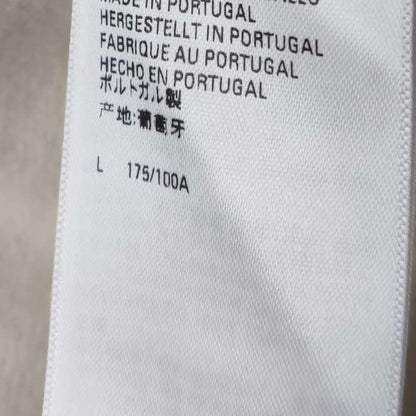 MADE IN PORTUGAL
HERGESTELLT IN PORTUGAL
FABRIQUE AU PORTUGAL
HECHO EN PORTUGAL
ポルトガル製
产地:葡萄牙
L 175/100A